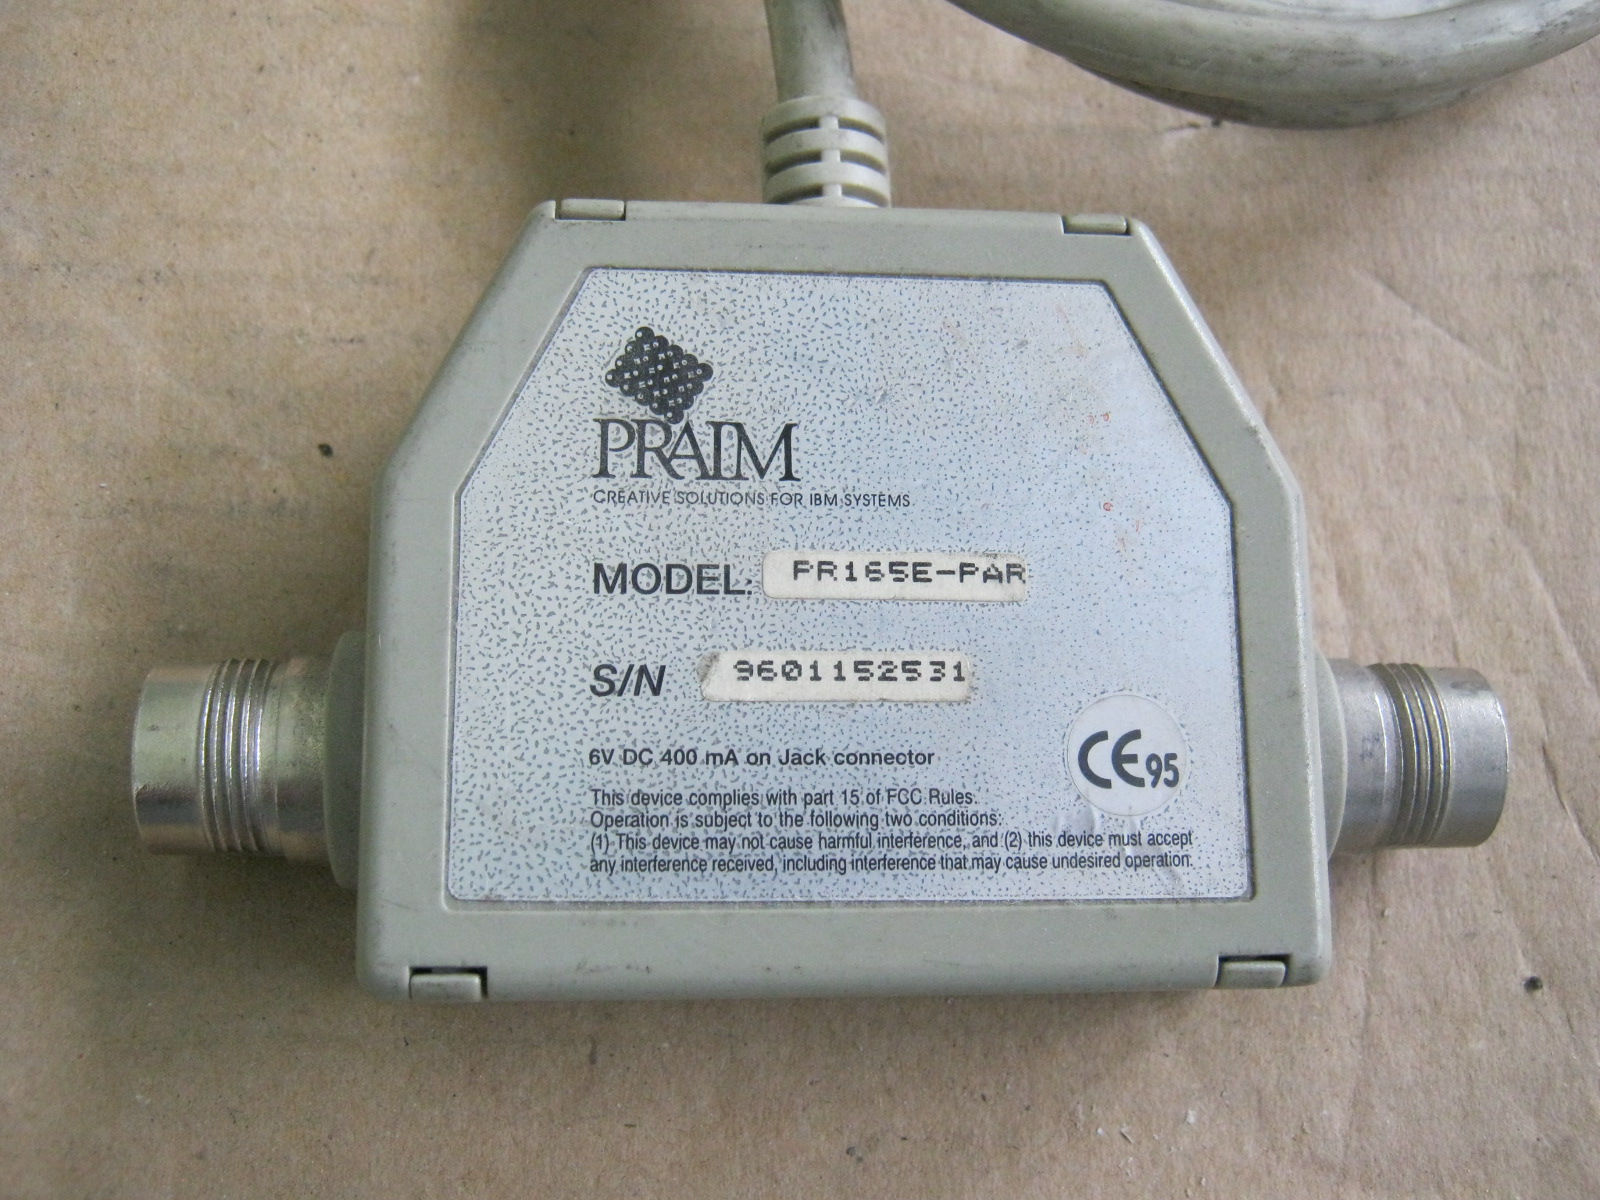 PRAIM
CREATIVE SOLUTIONS FOR IBM SYSTEMS
MODEL: PR165E-PAR
S/N 9601152531
6V DC 400 mA on Jack connector
CE95
This device complies with part 15 of FCC Rules.
Operation is subject to the following two conditions:
(1) This device may not cause harmful interference, and (2) this device must accept
any interference received, including interference that may cause undesired operation.